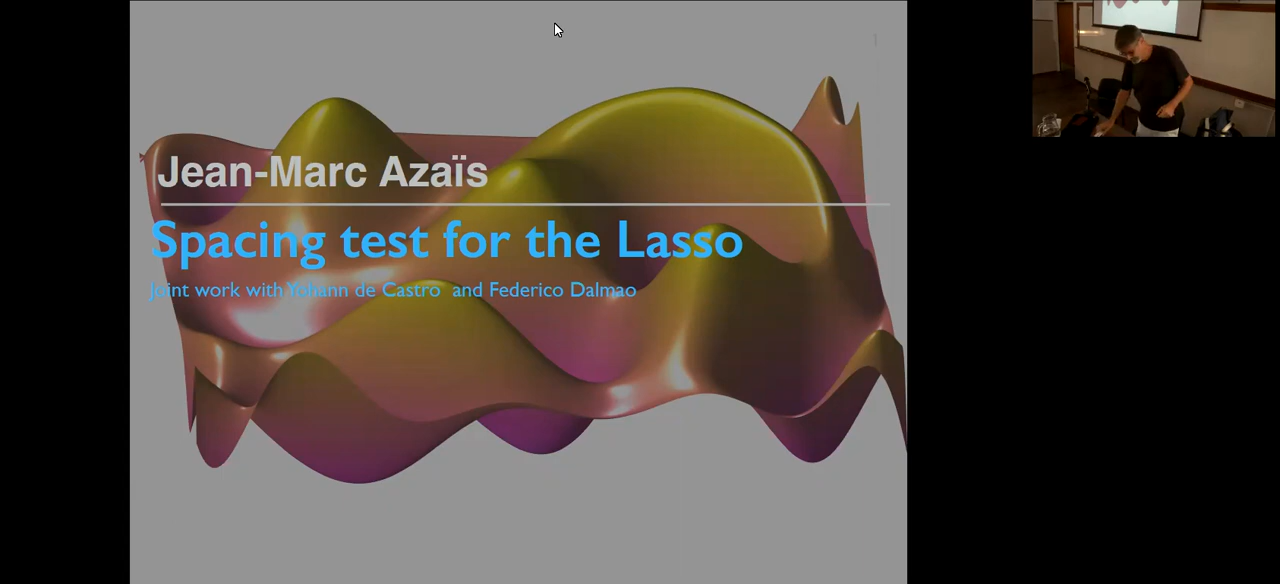 Jean-Marc Azaïs
Spacing test for the Lasso
Joint work with Yohann de Castro and Federico Dalmao